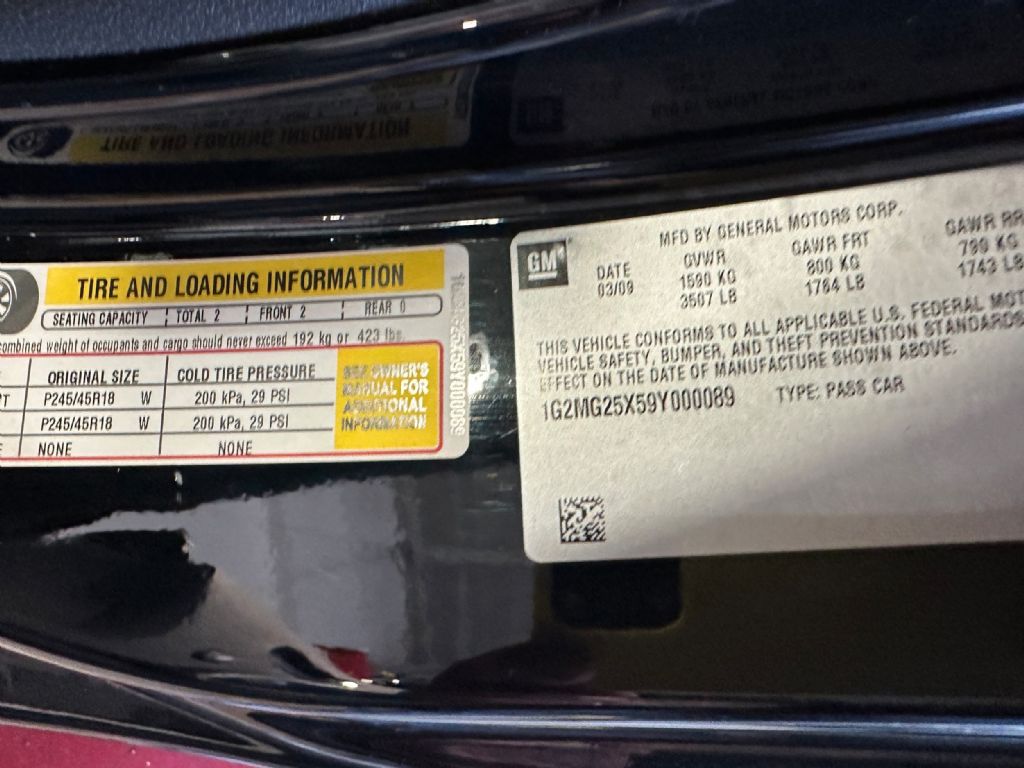 TIRE AND LOADING INFORMATION
SEATING CAPACITY TOTAL 2 FRONT 2 REAR 0
combined weight of occupants and cargo should never exceed 192 kg or 423 lbs.
ORIGINAL SIZE COLD TIRE PRESSURE
P245/45R18 W 200 kPa, 29 PSI
P245/45R18 W 200 kPa, 29 PSI
NONE NONE
SEE OWNER'S
MANUAL FOR
ADDITIONAL
INFORMATION
GM
MFD BY GENERAL MOTORS CORP.
DATE GVWR GAWR FRT GAWR RR
03/09 1590 KG 800 KG 790 KG
3507 LB 1764 LB 1743 LB
THIS VEHICLE CONFORMS TO ALL APPLICABLE U.S. FEDERAL MOT
VEHICLE SAFETY, BUMPER, AND THEFT PREVENTION STANDARDS
EFFECT ON THE DATE OF MANUFACTURE SHOWN ABOVE.
1G2MG25X59Y000089 TYPE: PASS CAR